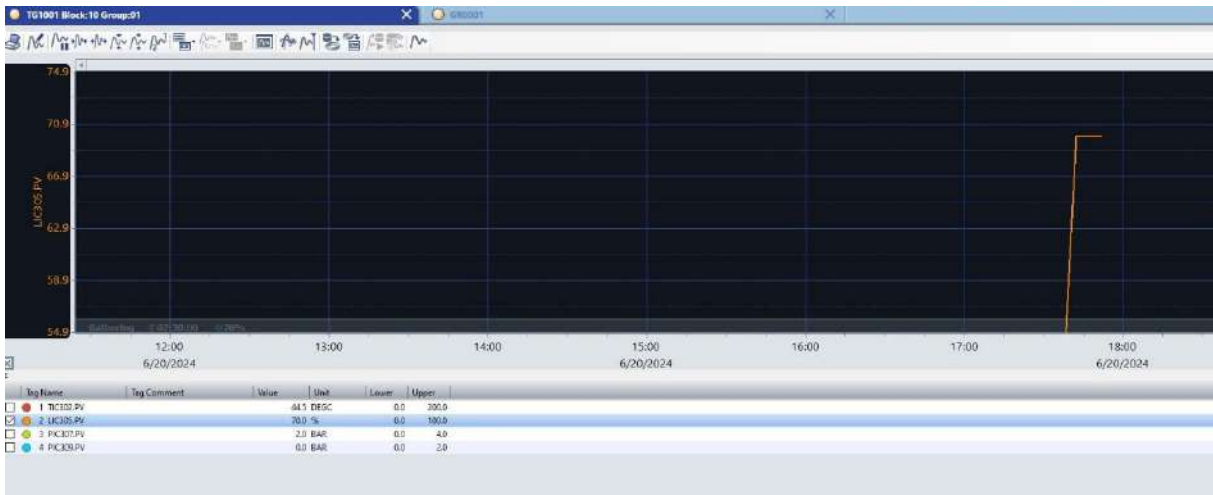 TG1001 Block:10 Group:01
GR0001
74.9
70.9
66.9
LIC305.PV
62.9
58.9
54.9
12:00 13:00 14:00 15:00 16:00 17:00 18:00
6/20/2024 6/20/2024 6/20/2024
Tag Name Tag Comment Value Unit Lower Upper
1 TIC302.PV 44.5 DEGC 0.0 200.0
2 LIC305.PV 70.0 % 0.0 100.0
3 PIC307.PV 2.0 BAR 0.0 4.0
4 PIC309.PV 0.0 BAR 0.0 2.0